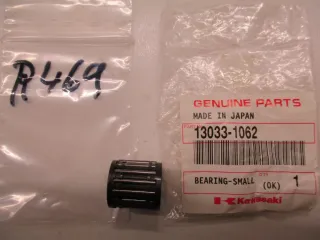 A469
GENUINE PARTS
MADE IN JAPAN
13033-1062
BEARING-SMALL
(OK) 1
Kawasaki